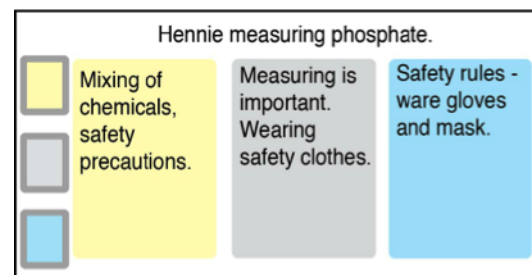 Hennie measuring phosphate.
Mixing of
chemicals,
safety
precautions.
Measuring is
important.
Wearing
safety clothes.
Safety rules -
ware gloves
and mask.